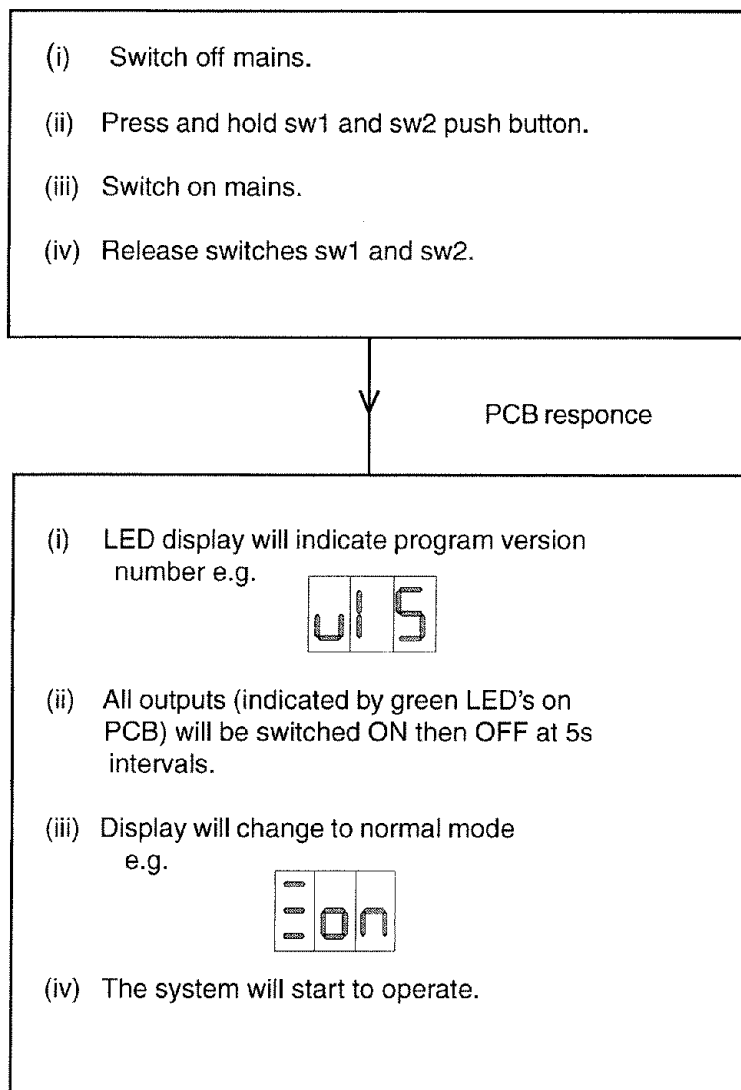 (i) Switch off mains.
(ii) Press and hold sw1 and sw2 push button.
(iii) Switch on mains.
(iv) Release switches sw1 and sw2.
PCB responce
(i) LED display will indicate program version
number e.g.
u15
(ii) All outputs (indicated by green LED's on
PCB) will be switched ON then OFF at 5s
intervals.
(iii) Display will change to normal mode
e.g.
on
(iv) The system will start to operate.